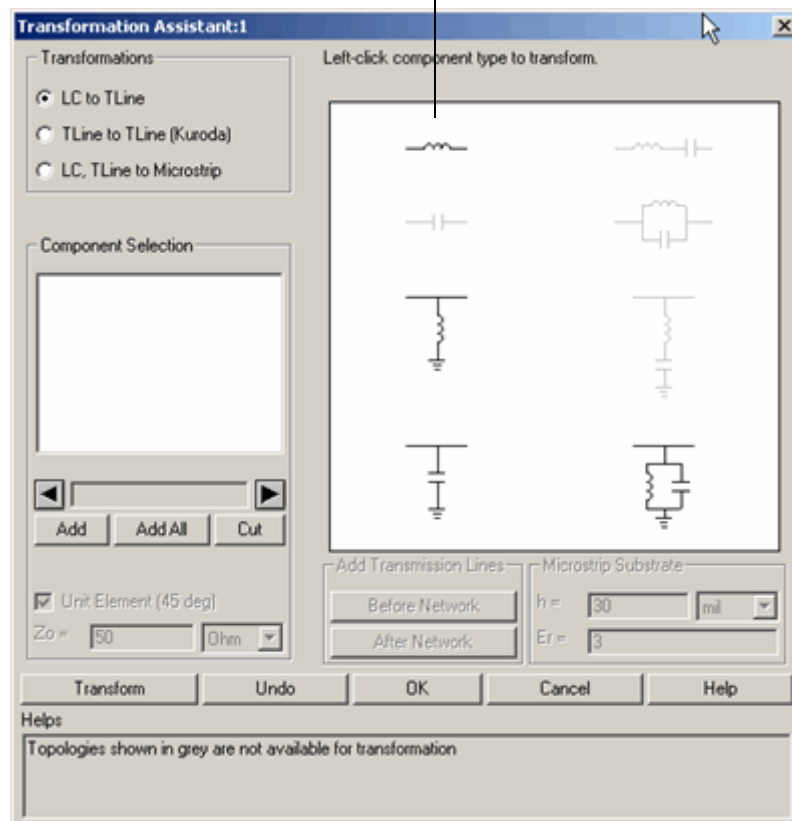 Transformation Assistant:1
Transformations
LC to TLine
TLine to TLine (Kuroda)
LC, TLine to Microstrip
Left-click component type to transform.
Component Selection
Add
Add All
Cut
Unit Element (45 deg)
Zo =
50
Ohm
Add Transmission Lines
Before Network
After Network
Microstrip Substrate
h =
30
mil
Er =
3
Transform
Undo
OK
Cancel
Help
Helps
Topologies shown in grey are not available for transformation